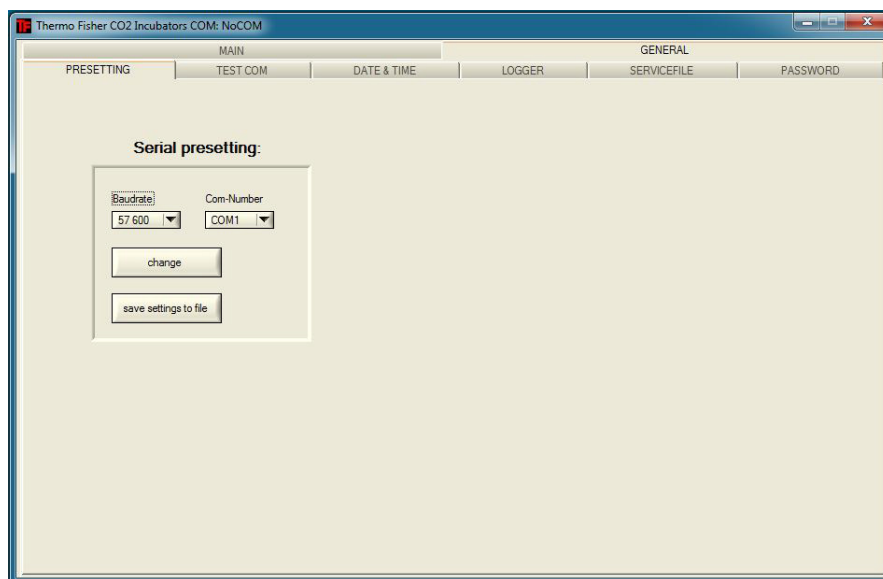 TF Thermo Fisher CO2 Incubators COM: NoCOM
MAIN GENERAL
PRESETTING TEST COM DATE & TIME LOGGER SERVICEFILE PASSWORD
Serial presetting:
Baudrate Com-Number
57 600 COM1
change
save settings to file